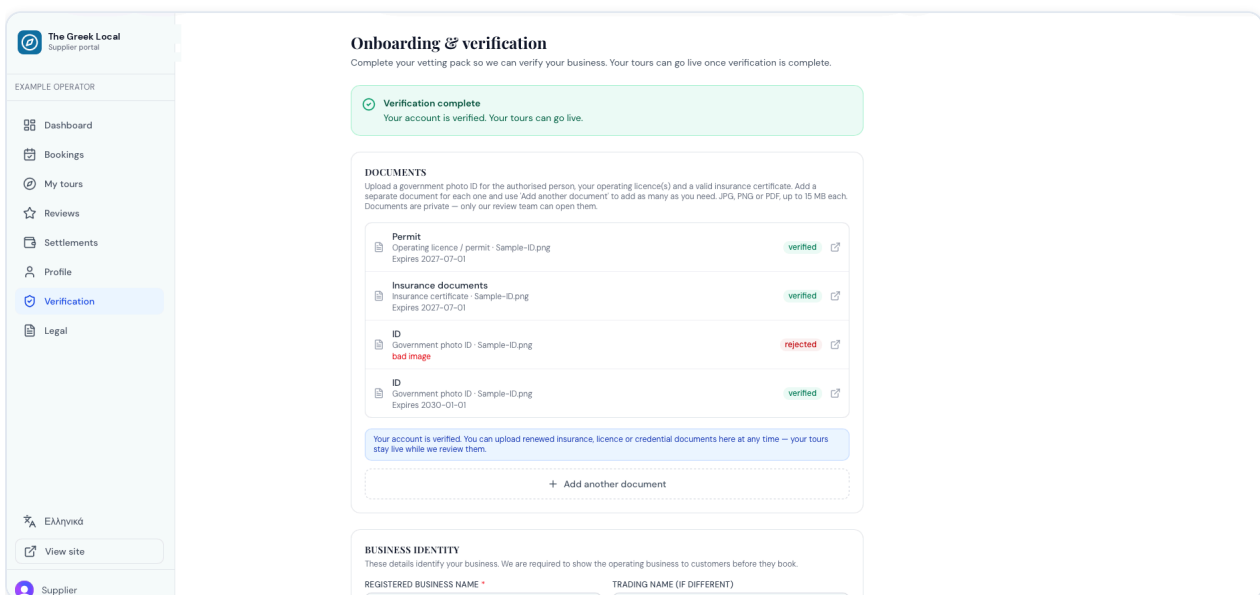 The Greek Local
Supplier portal
EXAMPLE OPERATOR
Dashboard
Bookings
My tours
Reviews
Settlements
Profile
Verification
Legal
Ελληνικά
View site
Supplier
Onboarding & verification
Complete your vetting pack so we can verify your business. Your tours can go live once verification is complete.
Verification complete
Your account is verified. Your tours can go live.
DOCUMENTS
Upload a government photo ID for the authorised person, your operating licence(s) and a valid insurance certificate. Add a
separate document for each one and use 'Add another document' to add as many as you need. JPG, PNG or PDF, up to 15 MB each.
Documents are private — only our review team can open them.
Permit
Operating licence / permit · Sample-ID.png
Expires 2027-07-01
verified
Insurance documents
Insurance certificate · Sample-ID.png
Expires 2027-07-01
verified
ID
Government photo ID · Sample-ID.png
bad image
rejected
ID
Government photo ID · Sample-ID.png
Expires 2030-01-01
verified
Your account is verified. You can upload renewed insurance, licence or credential documents here at any time — your tours
stay live while we review them.
Add another document
BUSINESS IDENTITY
These details identify your business. We are required to show the operating business to customers before they book.
REGISTERED BUSINESS NAME *
TRADING NAME (IF DIFFERENT)